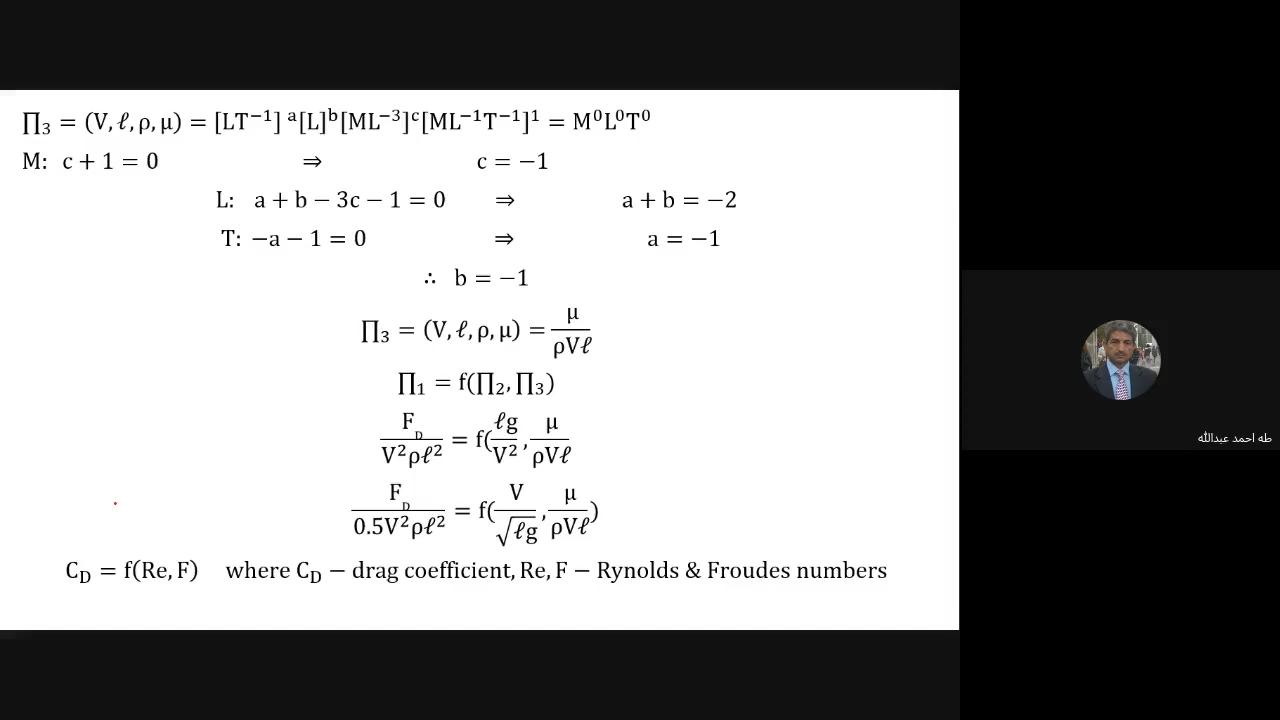 ∏₃ = (V, ℓ, ρ, μ) = [LT⁻¹] ᵃ[L]ᵇ[ML⁻³]ᶜ[ML⁻¹T⁻¹]¹ = M⁰L⁰T⁰
M: c + 1 = 0 ⇒ c = −1
L: a + b − 3c − 1 = 0 ⇒ a + b = −2
T: −a − 1 = 0 ⇒ a = −1
∴ b = −1
∏₃ = (V, ℓ, ρ, μ) = μ/ρVℓ
∏₁ = f(∏₂, ∏₃)
F_D/V²ρℓ² = f(ℓg/V², μ/ρVℓ
F_D/0.5V²ρℓ² = f(V/√ℓg, μ/ρVℓ)
C_D = f(Re, F) where C_D − drag coefficient, Re, F − Rynolds & Froudes numbers
طه احمد عبدالله